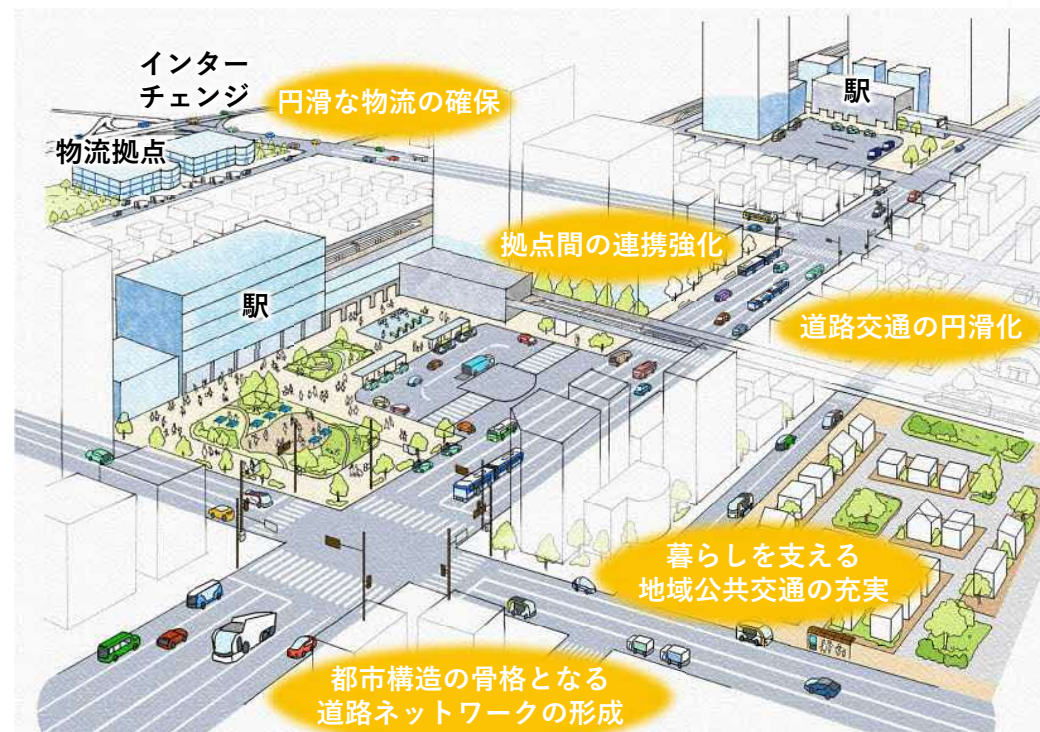 インター
チェンジ
円滑な物流の確保
駅
物流拠点
拠点間の連携強化
駅
道路交通の円滑化
暮らしを支える
地域公共交通の充実
都市構造の骨格となる
道路ネットワークの形成